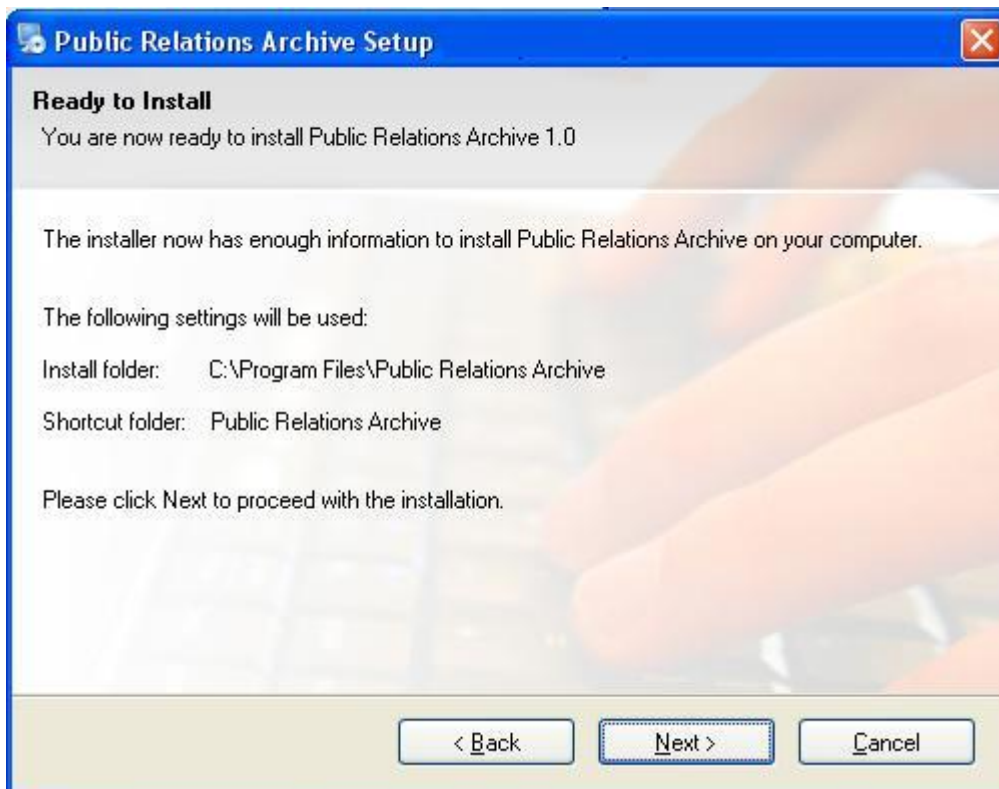 Public Relations Archive Setup
Ready to Install
You are now ready to install Public Relations Archive 1.0
The installer now has enough information to install Public Relations Archive on your computer.
The following settings will be used:
Install folder: C:\Program Files\Public Relations Archive
Shortcut folder: Public Relations Archive
Please click Next to proceed with the installation.
< Back Next > Cancel